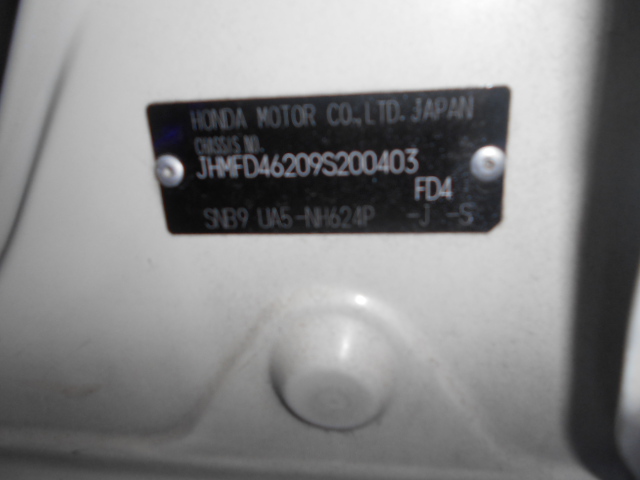 HONDA MOTOR CO.,LTD. JAPAN
CHASSIS NO.
JHMFD46209S200403
FD4
SNB9 UA5-NH624P -J -S